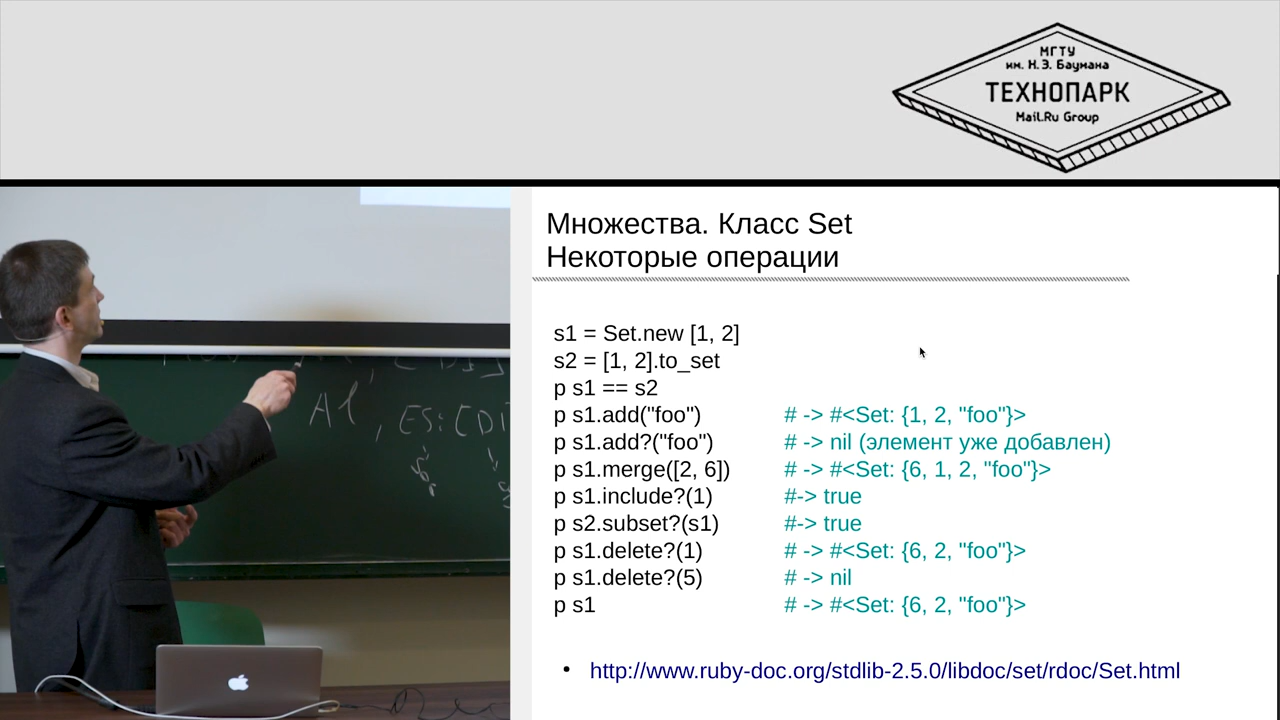 МГТУ
им. Н.Э. Баумана
ТЕХНОПАРК
Mail.Ru Group
Множества. Класс Set
Некоторые операции
s1 = Set.new [1, 2]
s2 = [1, 2].to_set
p s1 == s2
p s1.add("foo") # -> #<Set: {1, 2, "foo"}>
p s1.add?("foo") # -> nil (элемент уже добавлен)
p s1.merge([2, 6]) # -> #<Set: {6, 1, 2, "foo"}>
p s1.include?(1) #-> true
p s2.subset?(s1) #-> true
p s1.delete?(1) # -> #<Set: {6, 2, "foo"}>
p s1.delete?(5) # -> nil
p s1 # -> #<Set: {6, 2, "foo"}>
• http://www.ruby-doc.org/stdlib-2.5.0/libdoc/set/rdoc/Set.html